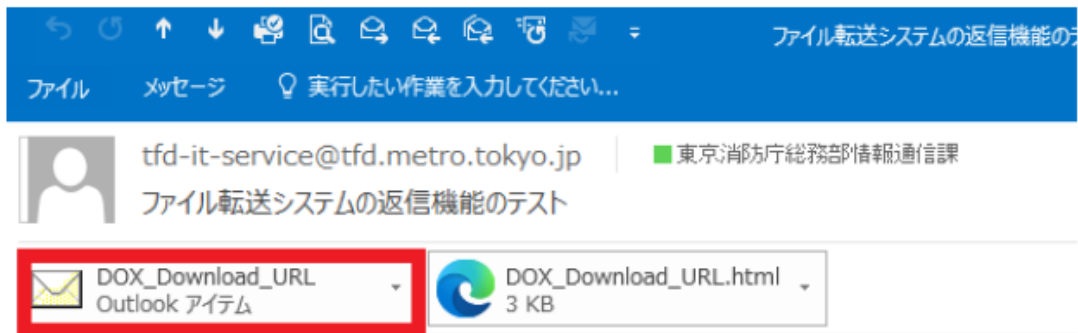 ファイル転送システムの返信機能の
ファイル メッセージ 実行したい作業を入力してください...
tfd-it-service@tfd.metro.tokyo.jp ■東京消防庁総務部情報通信課
ファイル転送システムの返信機能のテスト
DOX_Download_URL
Outlook アイテム
DOX_Download_URL.html
3 KB